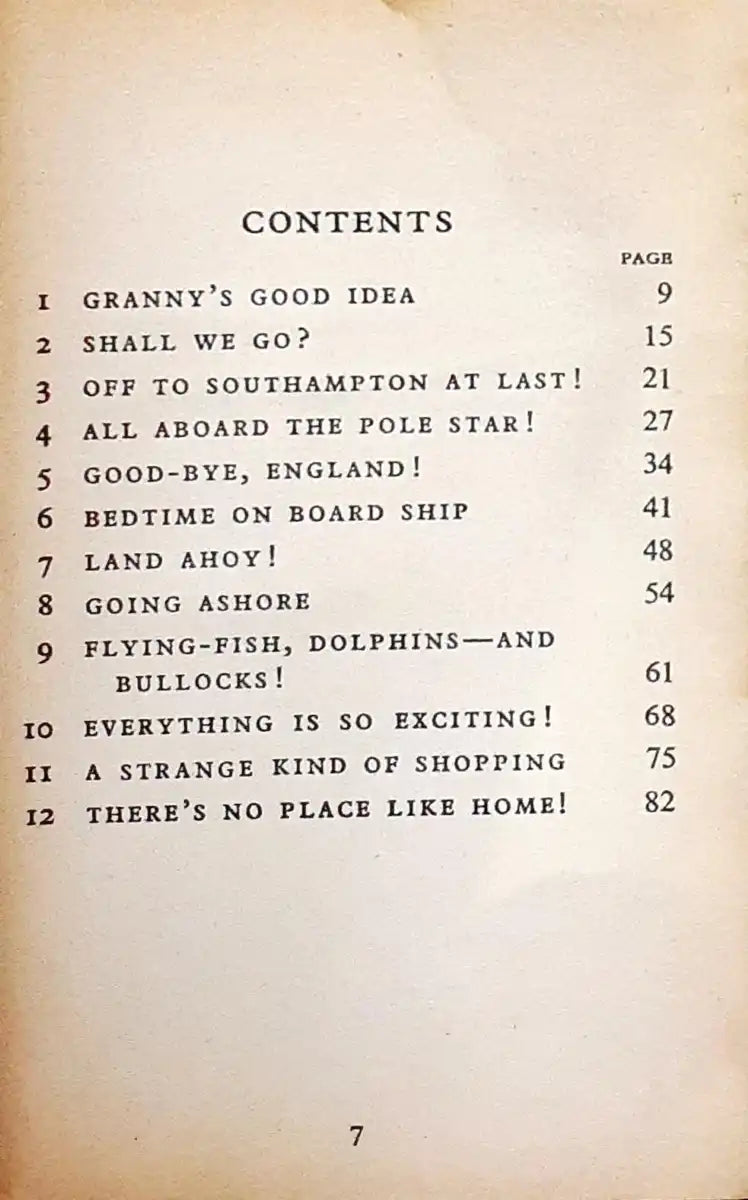 CONTENTS
PAGE
1 GRANNY'S GOOD IDEA 9
2 SHALL WE GO? 15
3 OFF TO SOUTHAMPTON AT LAST! 21
4 ALL ABOARD THE POLE STAR! 27
5 GOOD-BYE, ENGLAND! 34
6 BEDTIME ON BOARD SHIP 41
7 LAND AHOY! 48
8 GOING ASHORE 54
9 FLYING-FISH, DOLPHINS—AND
BULLOCKS! 61
10 EVERYTHING IS SO EXCITING! 68
11 A STRANGE KIND OF SHOPPING 75
12 THERE'S NO PLACE LIKE HOME! 82
7